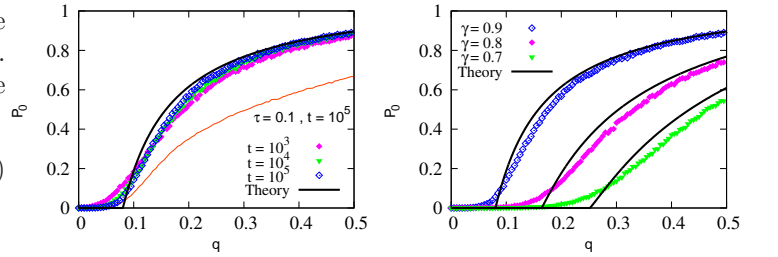 e
.
e
)
1
0.8
0.6
0.4
0.2
0
P0
τ = 0.1 , t = 10^5
t = 10^3
t = 10^4
t = 10^5
Theory
0 0.1 0.2 0.3 0.4 0.5
q
1
0.8
0.6
0.4
0.2
0
P0
γ = 0.9
γ = 0.8
γ = 0.7
Theory
0 0.1 0.2 0.3 0.4 0.5
q